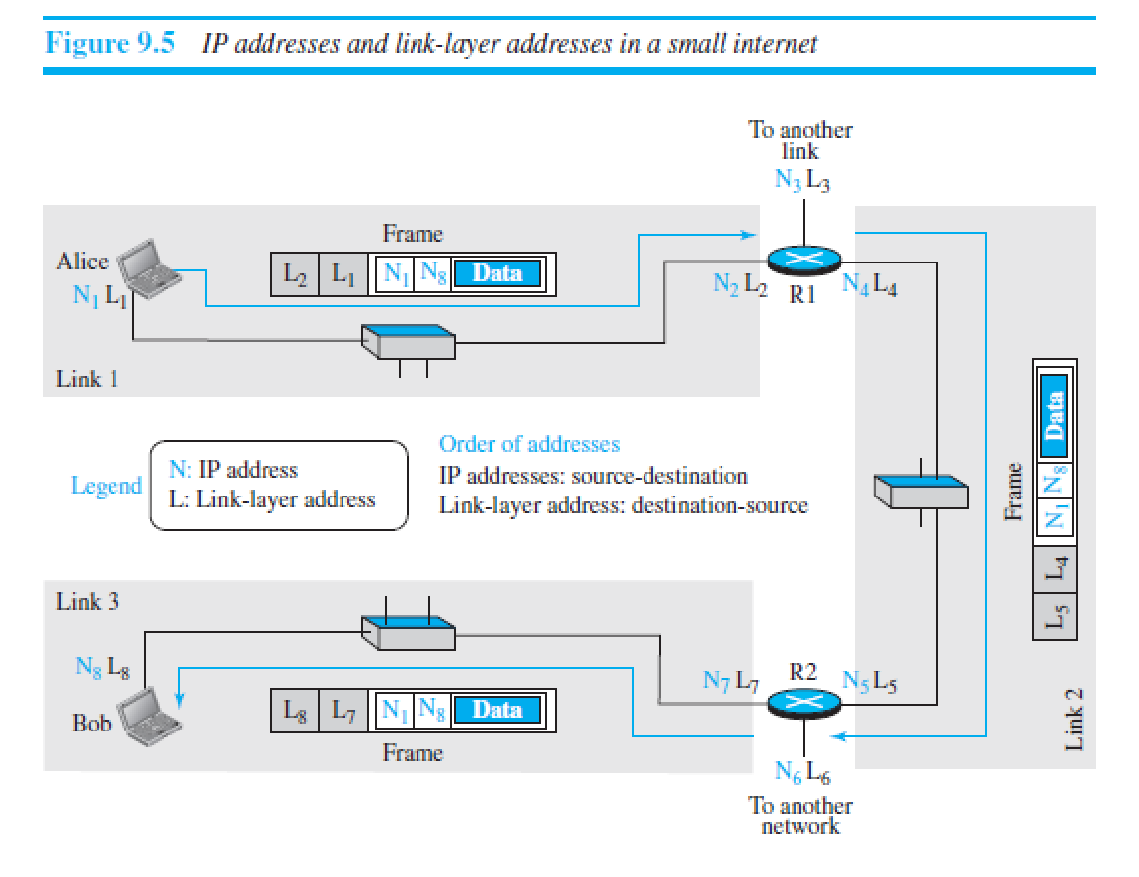 Figure 9.5 IP addresses and link-layer addresses in a small internet
To another
link
N3 L3
Frame
Alice
N1 L1
L2 L1 N1 N8 Data
N2 L2
R1
N4 L4
Link 1
Legend
N: IP address
L: Link-layer address
Order of addresses
IP addresses: source-destination
Link-layer address: destination-source
Frame
L5 L4 N1 N8 Data
Link 2
Link 3
N8 L8
Bob
L8 L7 N1 N8 Data
Frame
N7 L7
R2
N5 L5
N6 L6
To another
network